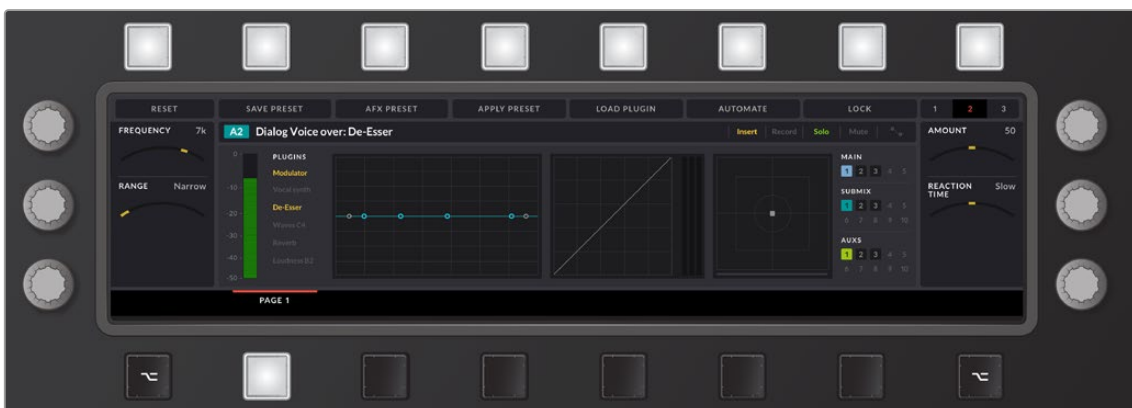 RESET SAVE PRESET AFX PRESET APPLY PRESET LOAD PLUGIN AUTOMATE LOCK 1 2 3
FREQUENCY 7k
A2 Dialog Voice over: De-Esser Insert Record Solo Mute
AMOUNT 50
RANGE Narrow
0
-10
-20
-30
-40
-50
PLUGINS
Modulator
Vocal synth
De-Esser
Waves C4
Reverb
Loudness B2
MAIN
1 2 3 4 5
SUBMIX
1 2 3 4 5
6 7 8 9 10
AUXS
1 2 3 4 5
6 7 8 9 10
REACTION Slow
TIME
PAGE 1